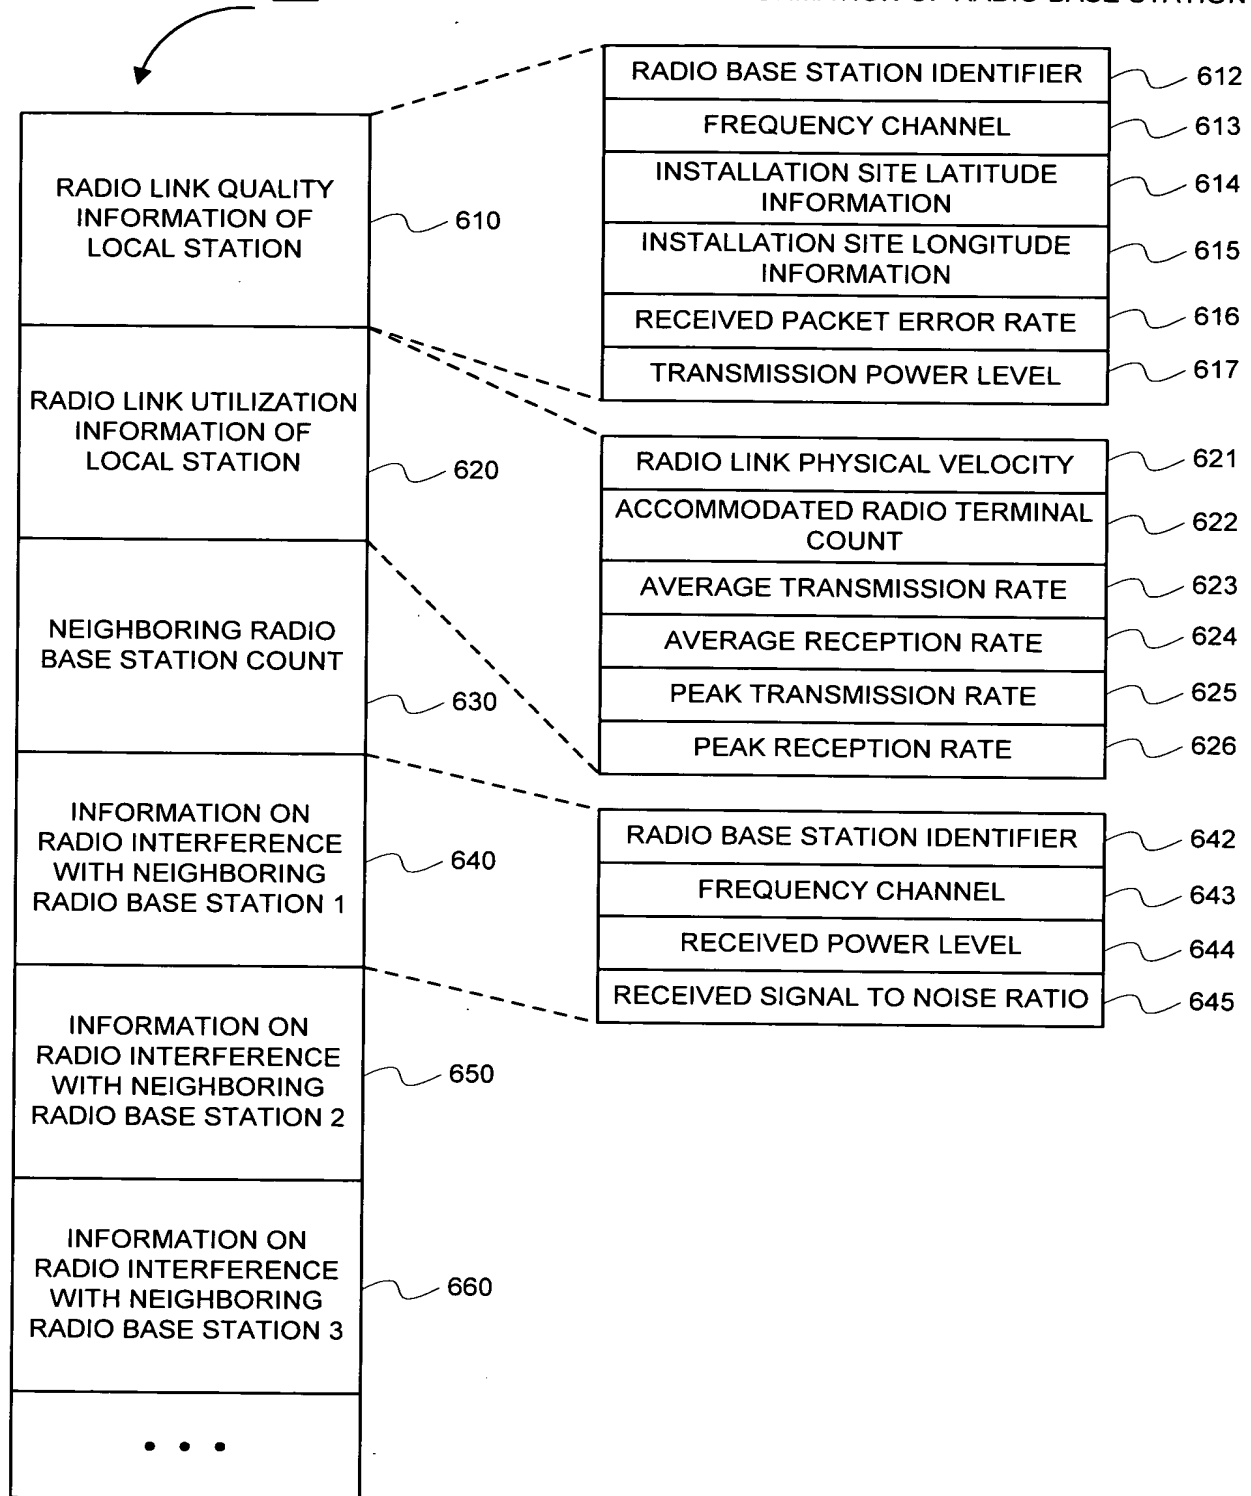 OF RADIO BASE STATION
RADIO LINK QUALITY
INFORMATION OF
LOCAL STATION
610
RADIO LINK UTILIZATION
INFORMATION OF
LOCAL STATION
620
NEIGHBORING RADIO
BASE STATION COUNT
630
INFORMATION ON
RADIO INTERFERENCE
WITH NEIGHBORING
RADIO BASE STATION 1
640
INFORMATION ON
RADIO INTERFERENCE
WITH NEIGHBORING
RADIO BASE STATION 2
650
INFORMATION ON
RADIO INTERFERENCE
WITH NEIGHBORING
RADIO BASE STATION 3
660
• • •
RADIO BASE STATION IDENTIFIER
612
FREQUENCY CHANNEL
613
INSTALLATION SITE LATITUDE
INFORMATION
614
INSTALLATION SITE LONGITUDE
INFORMATION
615
RECEIVED PACKET ERROR RATE
616
TRANSMISSION POWER LEVEL
617
RADIO LINK PHYSICAL VELOCITY
621
ACCOMMODATED RADIO TERMINAL
COUNT
622
AVERAGE TRANSMISSION RATE
623
AVERAGE RECEPTION RATE
624
PEAK TRANSMISSION RATE
625
PEAK RECEPTION RATE
626
RADIO BASE STATION IDENTIFIER
642
FREQUENCY CHANNEL
643
RECEIVED POWER LEVEL
644
RECEIVED SIGNAL TO NOISE RATIO
645